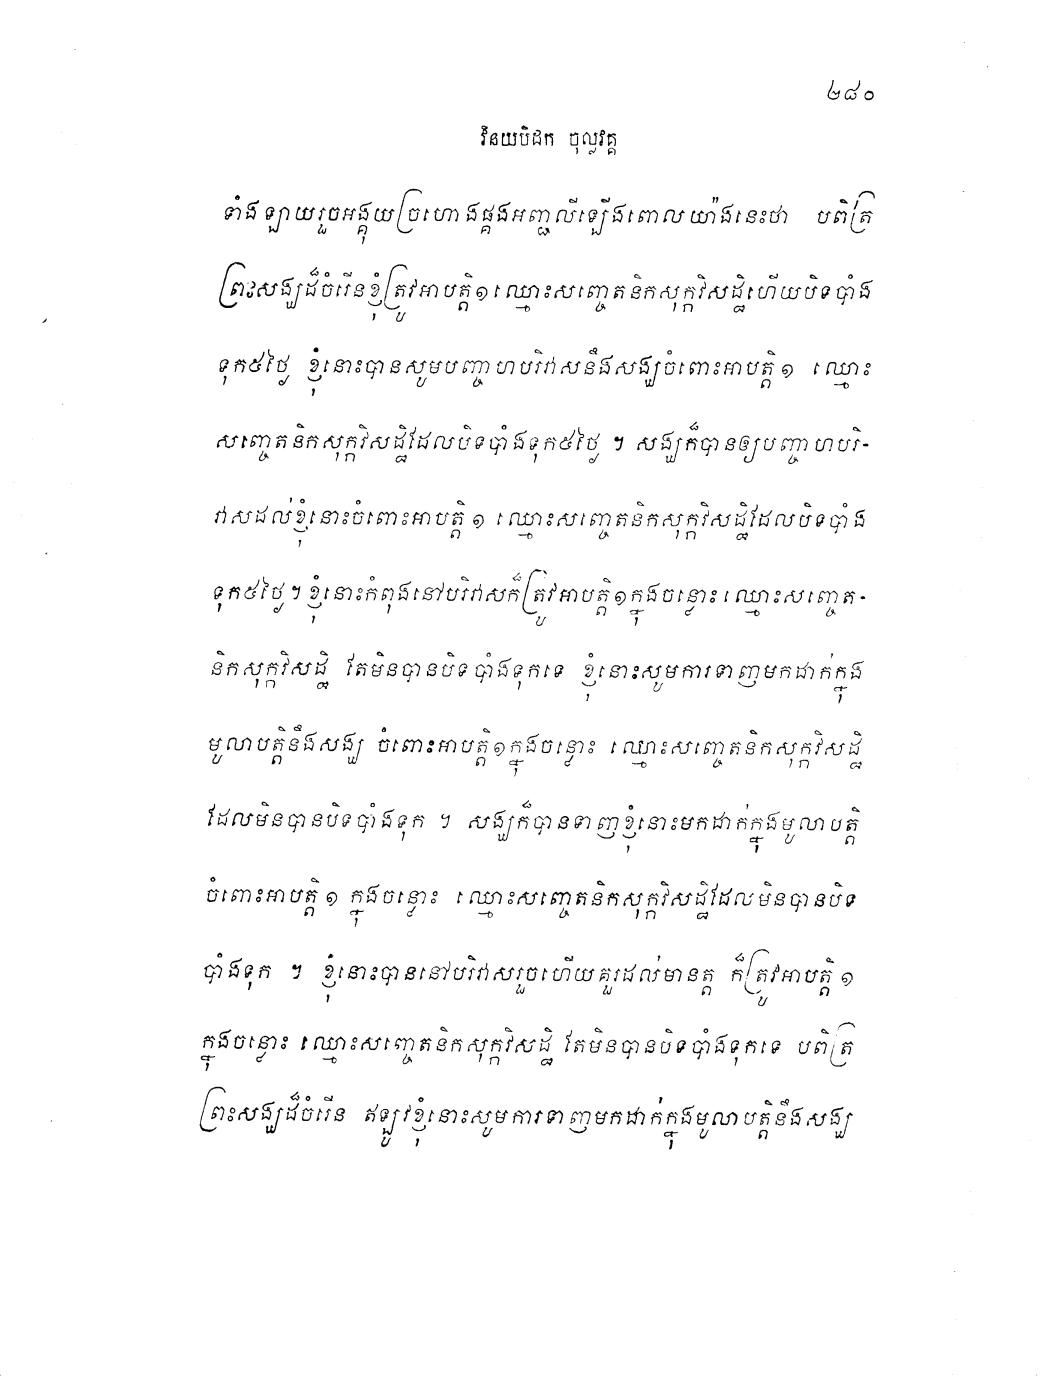 ២៨០
វិនយបិដក ចុល្លវគ្គ
ទាំងឡាយរួចអង្គុយច្រហោងផ្គងអញ្ជលីឡើងពោលយ៉ាងនេះថា បពិត្រ
ព្រះសង្ឃដ៏ចំរើនខ្ញុំត្រូវអាបត្តិ១ឈ្មោះសញ្ចេតនិកសុក្កវិសដ្ឋិហើយបិទបាំង
ទុក៥ថ្ងៃ ខ្ញុំនោះបានសូមបញ្ចាហបរិវាសនឹងសង្ឃចំពោះអាបត្តិ១ ឈ្មោះ
សញ្ចេតនិកសុក្កវិសដ្ឋិដែលបិទបាំងទុក៥ថ្ងៃ ។ សង្ឃក៏បានឲ្យបញ្ចាហបរិ-
វាសដល់ខ្ញុំនោះចំពោះអាបត្តិ១ ឈ្មោះសញ្ចេតនិកសុក្កវិសដ្ឋិដែលបិទបាំង
ទុក៥ថ្ងៃ។ ខ្ញុំនោះកំពុងនៅបរិវាសក៏ត្រូវអាបត្តិ១ក្នុងចន្លោះ ឈ្មោះសញ្ចេត-
និកសុក្កវិសដ្ឋិ តែមិនបានបិទបាំងទុកទេ ខ្ញុំនោះសូមការទាញមកដាក់ក្នុង
មូលាបត្តិនឹងសង្ឃ ចំពោះអាបត្តិ១ក្នុងចន្លោះ ឈ្មោះសញ្ចេតនិកសុក្កវិសដ្ឋិ
ដែលមិនបានបិទបាំងទុក ។ សង្ឃក៏បានទាញខ្ញុំនោះមកដាក់ក្នុងមូលាបត្តិ
ចំពោះអាបត្តិ១ ក្នុងចន្លោះ ឈ្មោះសញ្ចេតនិកសុក្កវិសដ្ឋិដែលមិនបានបិទ
បាំងទុក ។ ខ្ញុំនោះបាននៅបរិវាសរួចហើយគួរដល់មានត្ត ក៏ត្រូវអាបត្តិ១
ក្នុងចន្លោះ ឈ្មោះសញ្ចេតនិកសុក្កវិសដ្ឋិ តែមិនបានបិទបាំងទុកទេ បពិត្រ
ព្រះសង្ឃដ៏ចំរើន ឥឡូវខ្ញុំនោះសូមការទាញមកដាក់ក្នុងមូលាបត្តិនឹងសង្ឃ